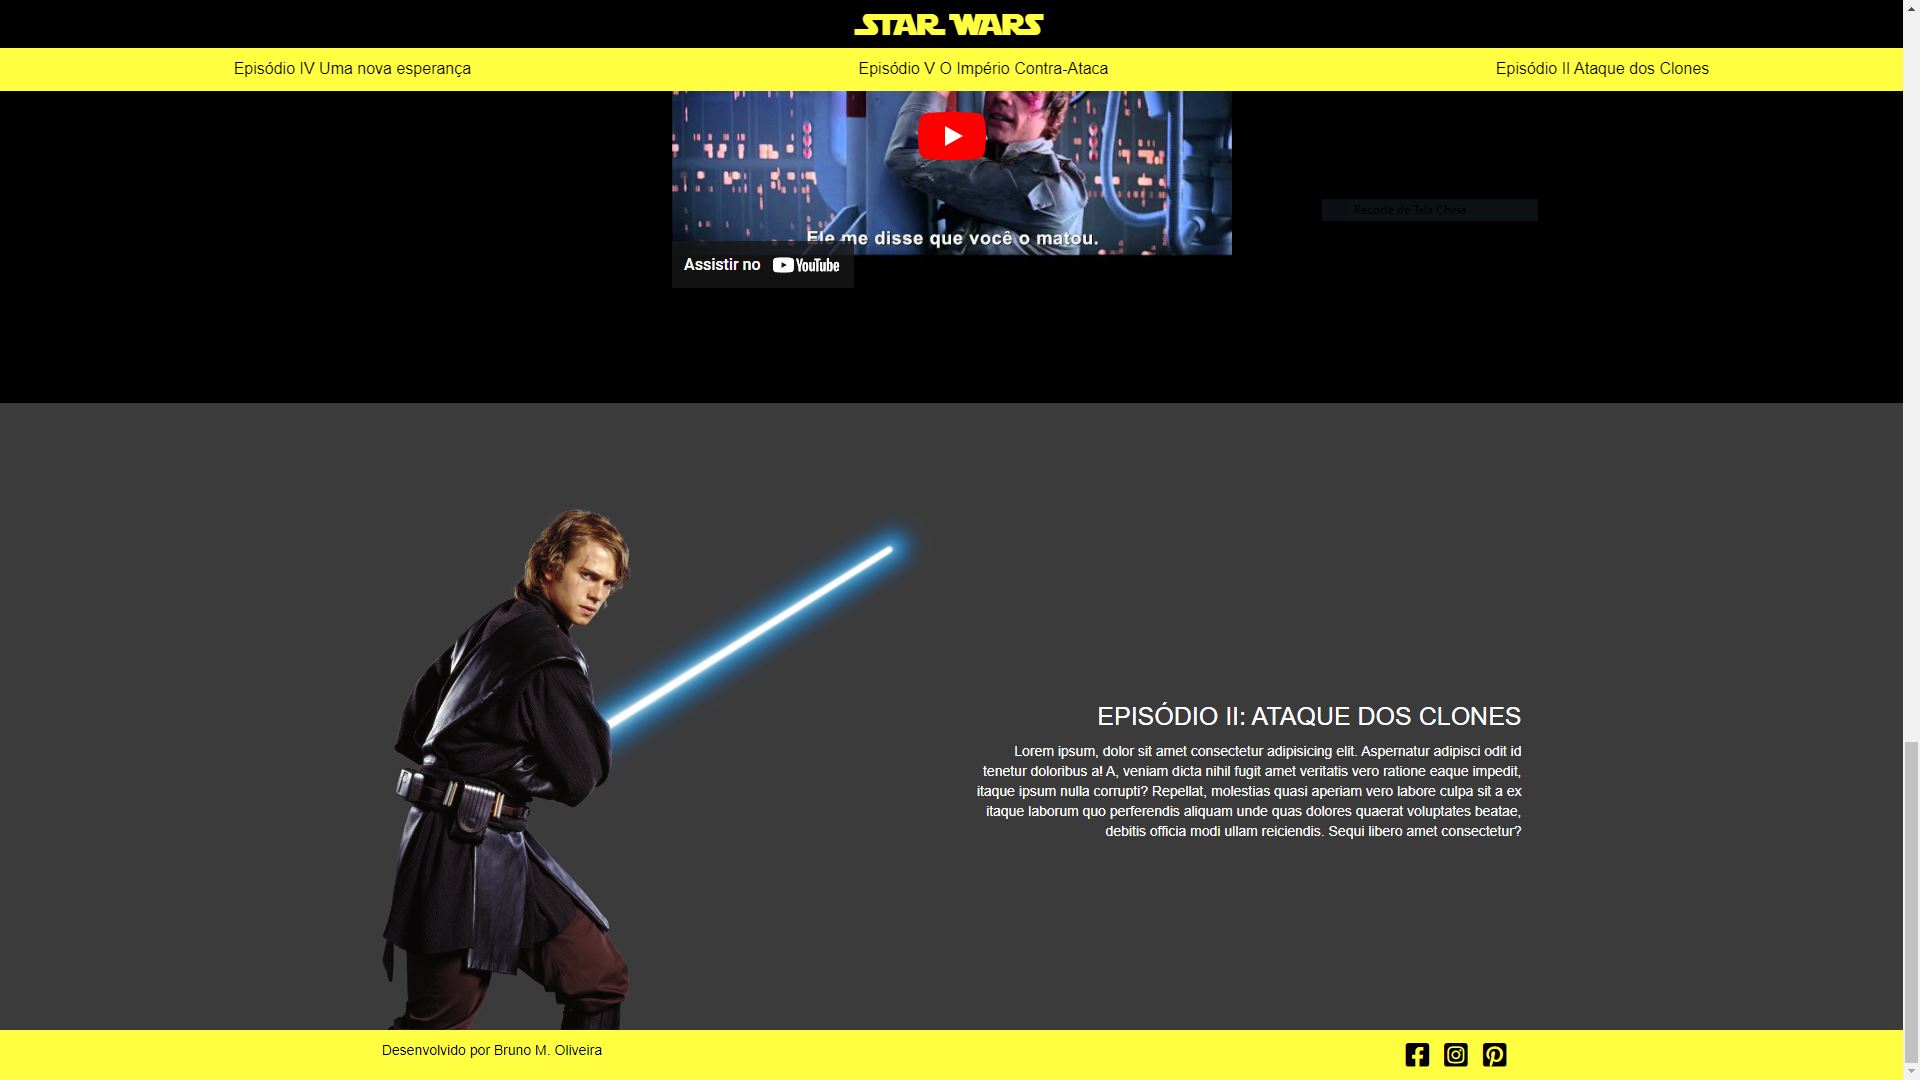 STAR WARS
Episódio IV Uma nova esperança
Episódio V O Império Contra-Ataca
Episódio II Ataque dos Clones
Recorte de Tela Cheia
Ele me disse que você o matou.
Assistir no YouTube
EPISÓDIO II: ATAQUE DOS CLONES
Lorem ipsum, dolor sit amet consectetur adipisicing elit. Aspernatur adipisci odit id
tenetur doloribus a! A, veniam dicta nihil fugit amet veritatis vero ratione eaque impedit,
itaque ipsum nulla corrupti? Repellat, molestias quasi aperiam vero labore culpa sit a ex
itaque laborum quo perferendis aliquam unde quas dolores quaerat voluptates beatae,
debitis officia modi ullam reiciendis. Sequi libero amet consectetur?
Desenvolvido por Bruno M. Oliveira